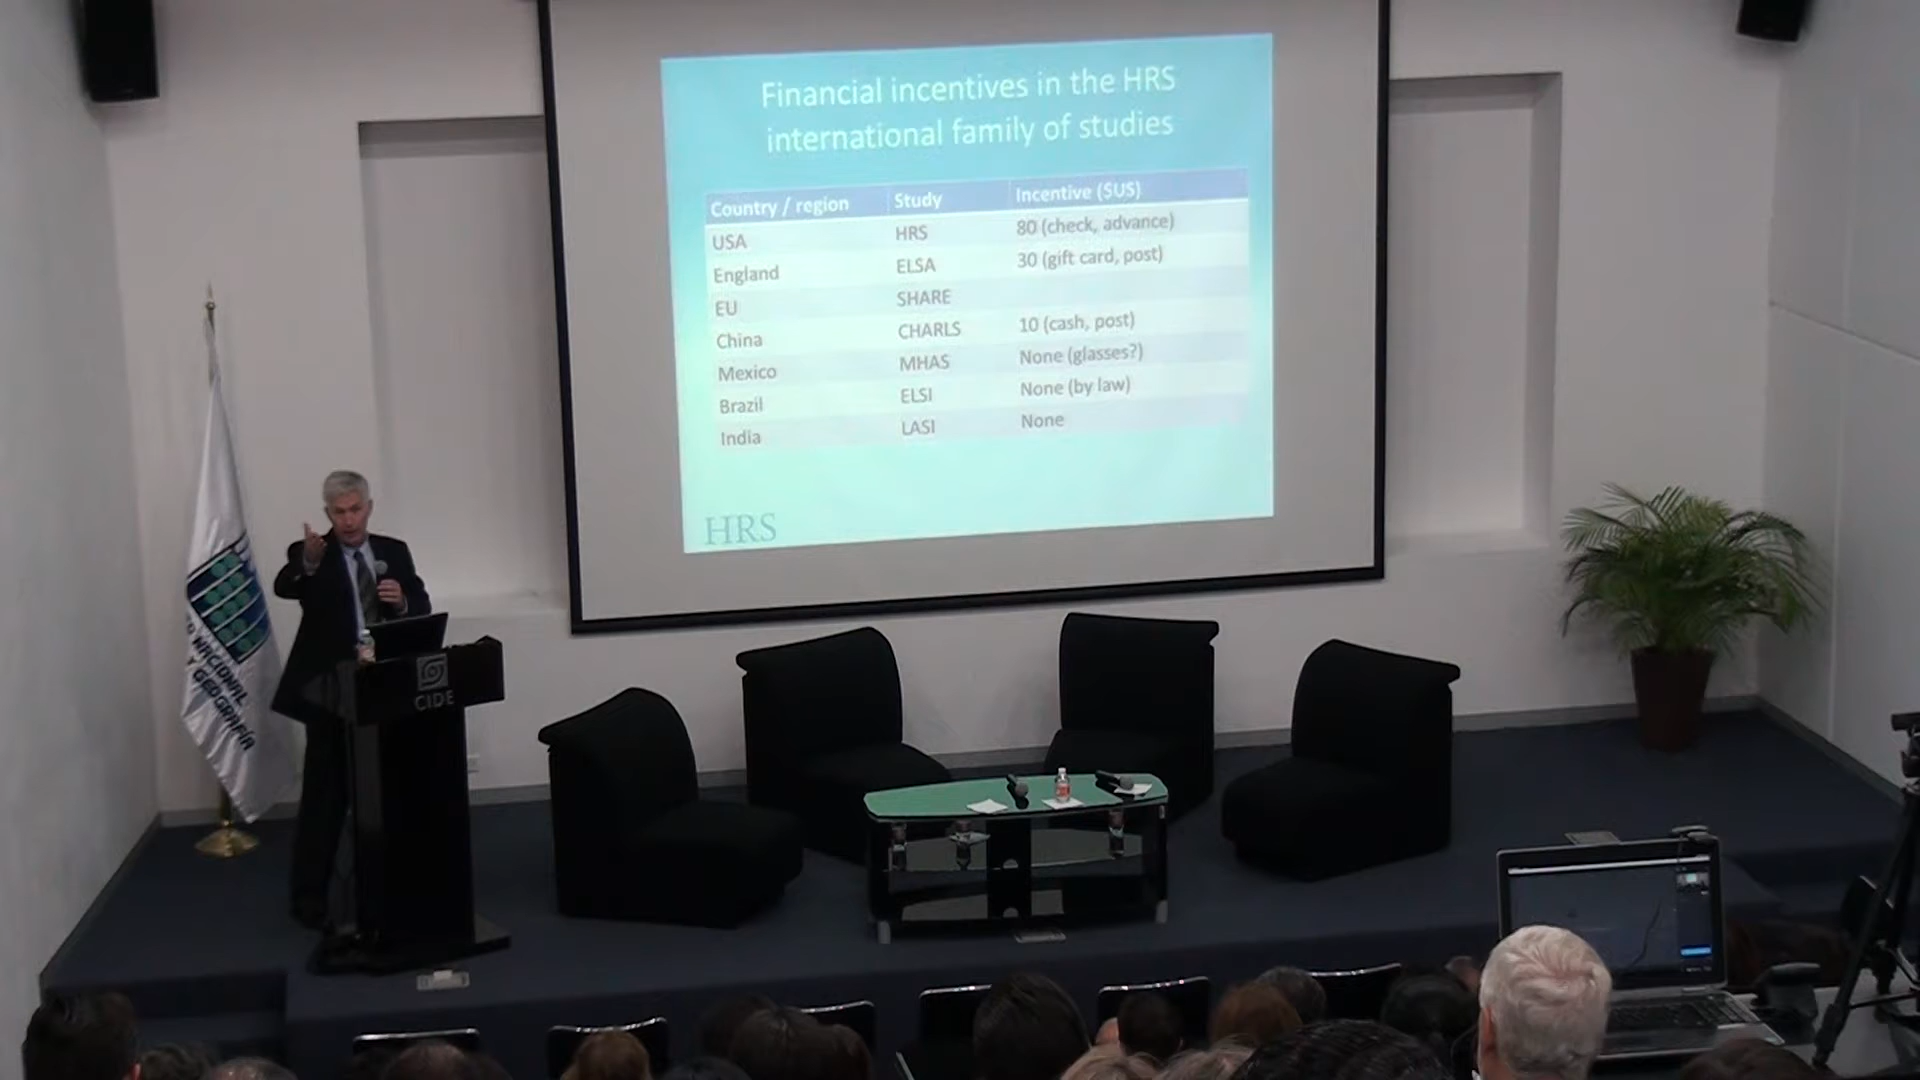 Financial incentives in the HRS
international family of studies
Country / region Study Incentive ($US)
USA HRS 80 (check, advance)
England ELSA 30 (gift card, post)
EU SHARE
China CHARLS 10 (cash, post)
Mexico MHAS None (glasses?)
Brazil ELSI None (by law)
India LASI None
HRS
NACIONAL
Y GEOGRAFÍA
CIDE